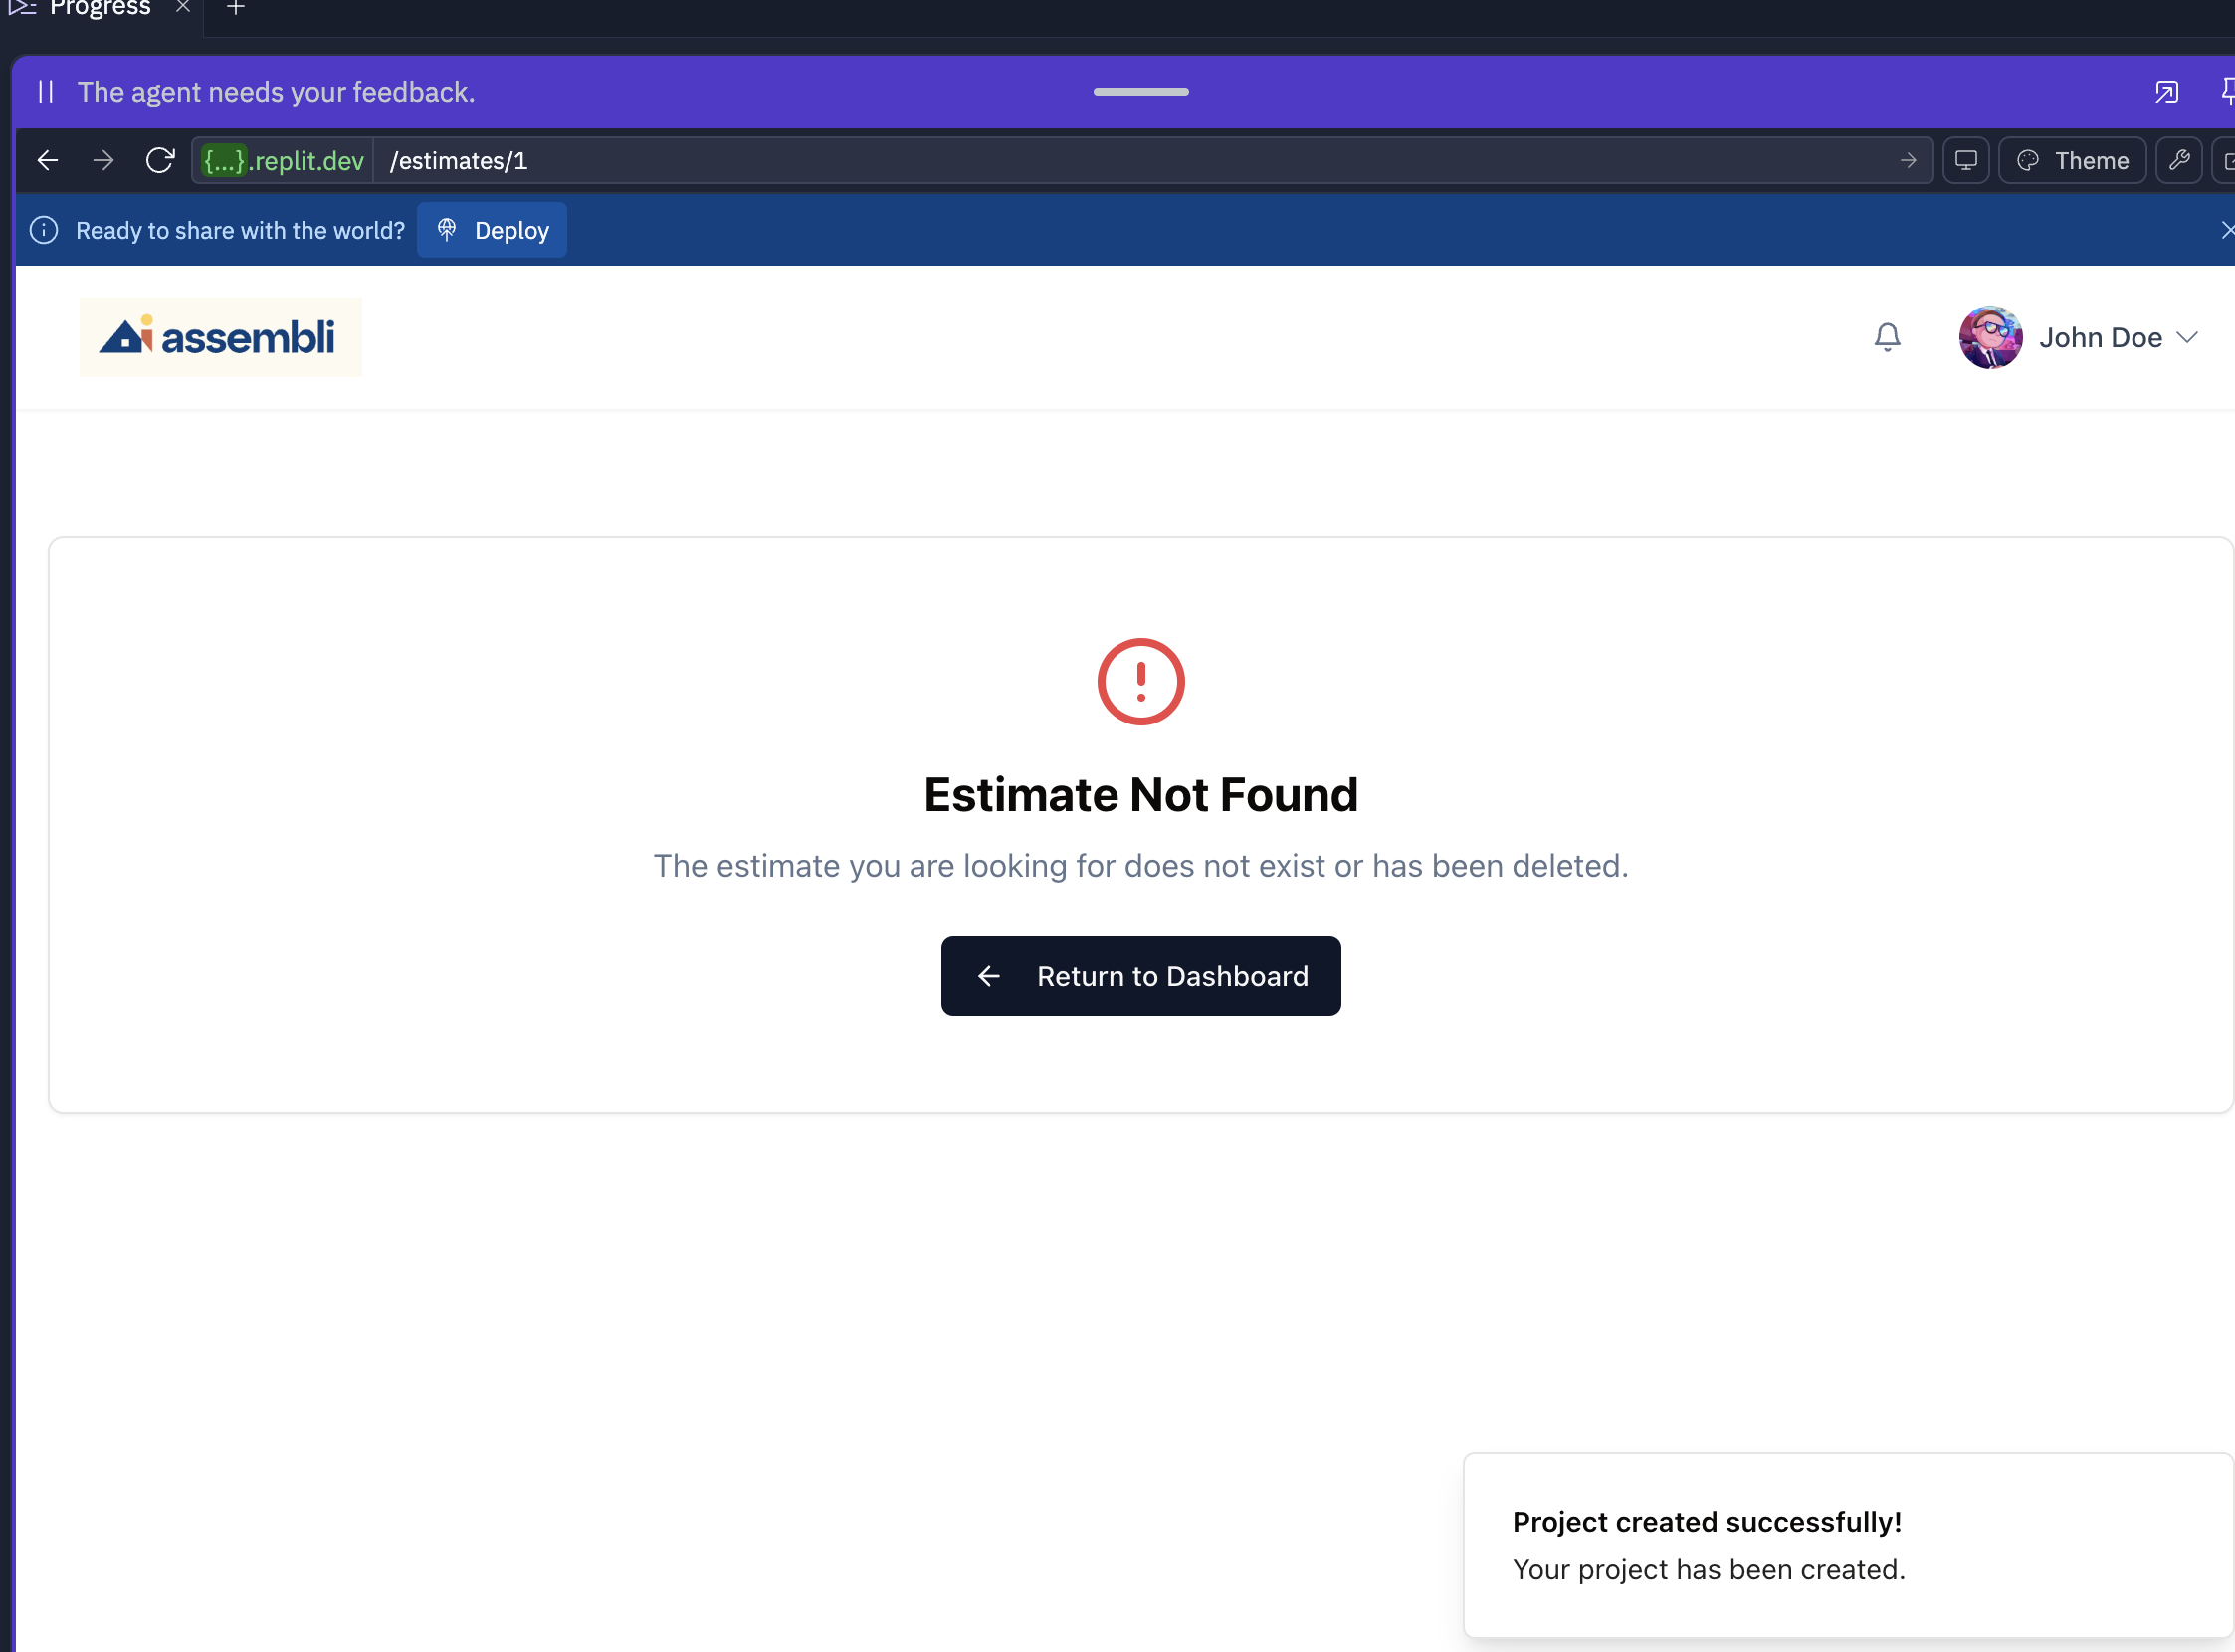 Progress
The agent needs your feedback.
{...}.replit.dev /estimates/1
Theme
Ready to share with the world? Deploy
assembli
John Doe
Estimate Not Found
The estimate you are looking for does not exist or has been deleted.
Return to Dashboard
Project created successfully!
Your project has been created.